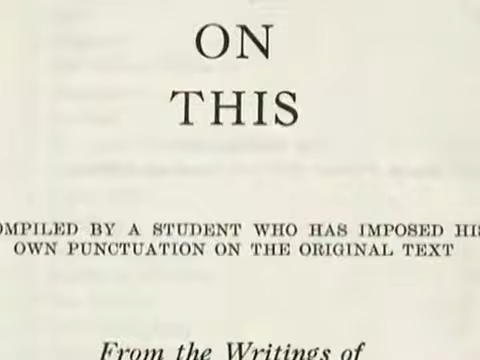 ON
THIS
OMPILED BY A STUDENT WHO HAS IMPOSED HIS
OWN PUNCTUATION ON THE ORIGINAL TEXT
From the Writings of